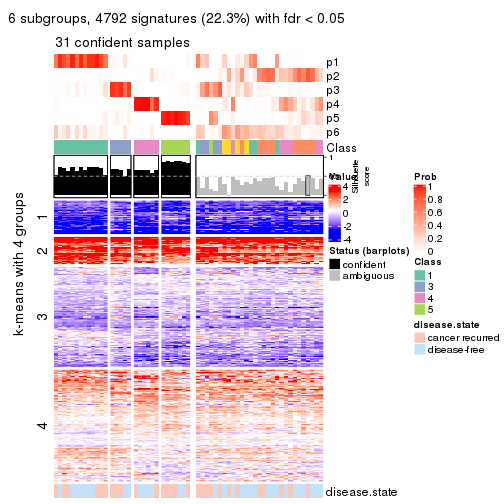 6 subgroups, 4792 signatures (22.3%) with fdr < 0.05
31 confident samples
p1
p2
p3
p4
p5
p6
Class
1
0
Silhouette
score
k-means with 4 groups
1
2
3
4
Value
4
2
0
-2
-4
Status (barplots)
confident
ambiguous
Prob
1
0.8
0.6
0.4
0.2
0
Class
1
3
4
5
disease.state
cancer recurred
disease-free
disease.state